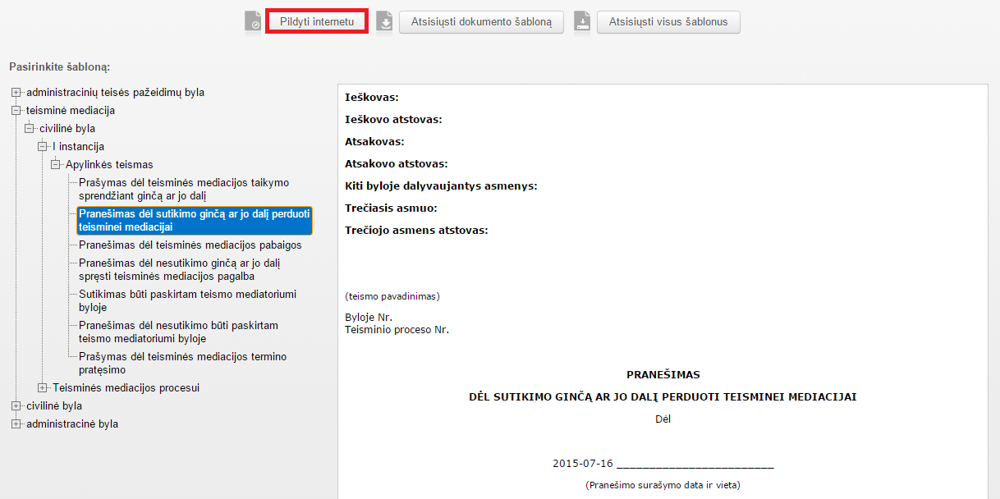 Pildyti internetu
Atsisiųsti dokumento šabloną
Atsisiųsti visus šablonus
Pasirinkite šabloną:
administracinių teisės pažeidimų byla
teisminė mediacija
civilinė byla
I instancija
Apylinkės teismas
Prašymas dėl teisminės mediacijos taikymo
sprendžiant ginčą ar jo dalį
Pranešimas dėl sutikimo ginčą ar jo dalį perduoti
teisminei mediacijai
Pranešimas dėl teisminės mediacijos pabaigos
Pranešimas dėl nesutikimo ginčą ar jo dalį
spręsti teisminės mediacijos pagalba
Sutikimas būti paskirtam teismo mediatoriumi
byloje
Pranešimas dėl nesutikimo būti paskirtam
teismo mediatoriumi byloje
Prašymas dėl teisminės mediacijos termino
pratęsimo
Teisminės mediacijos procesui
civilinė byla
administracinė byla
Ieškovas:
Ieškovo atstovas:
Atsakovas:
Atsakovo atstovas:
Kiti byloje dalyvaujantys asmenys:
Trečiasis asmuo:
Trečiojo asmens atstovas:
(teismo pavadinimas)
Byloje Nr.
Teisminio proceso Nr.
PRANEŠIMAS
DĖL SUTIKIMO GINČĄ AR JO DALĮ PERDUOTI TEISMINEI MEDIACIJAI
Dėl
2015-07-16 ________________________
(Pranešimo surašymo data ir vieta)